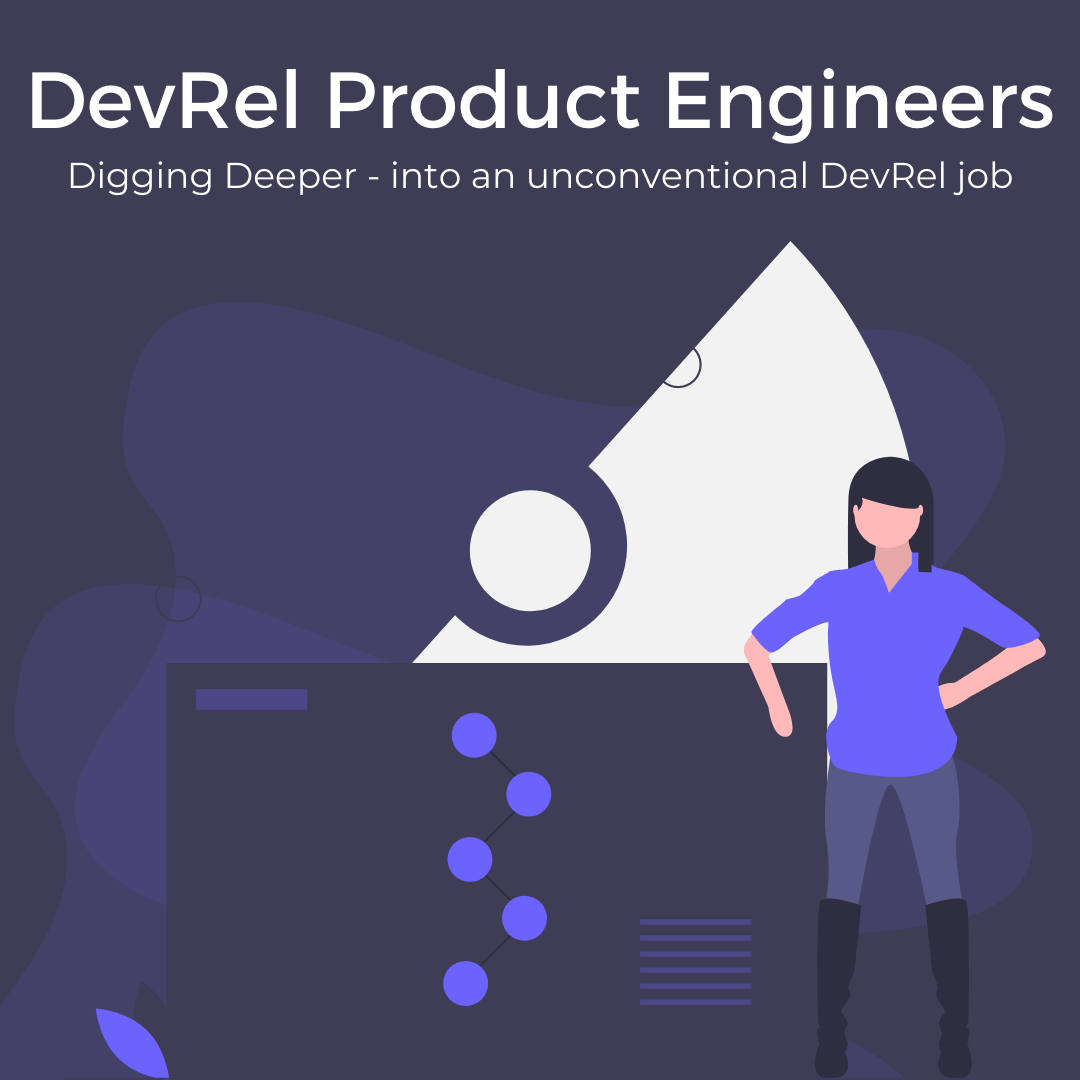 DevRel Product Engineers
Digging Deeper - into an unconventional DevRel job